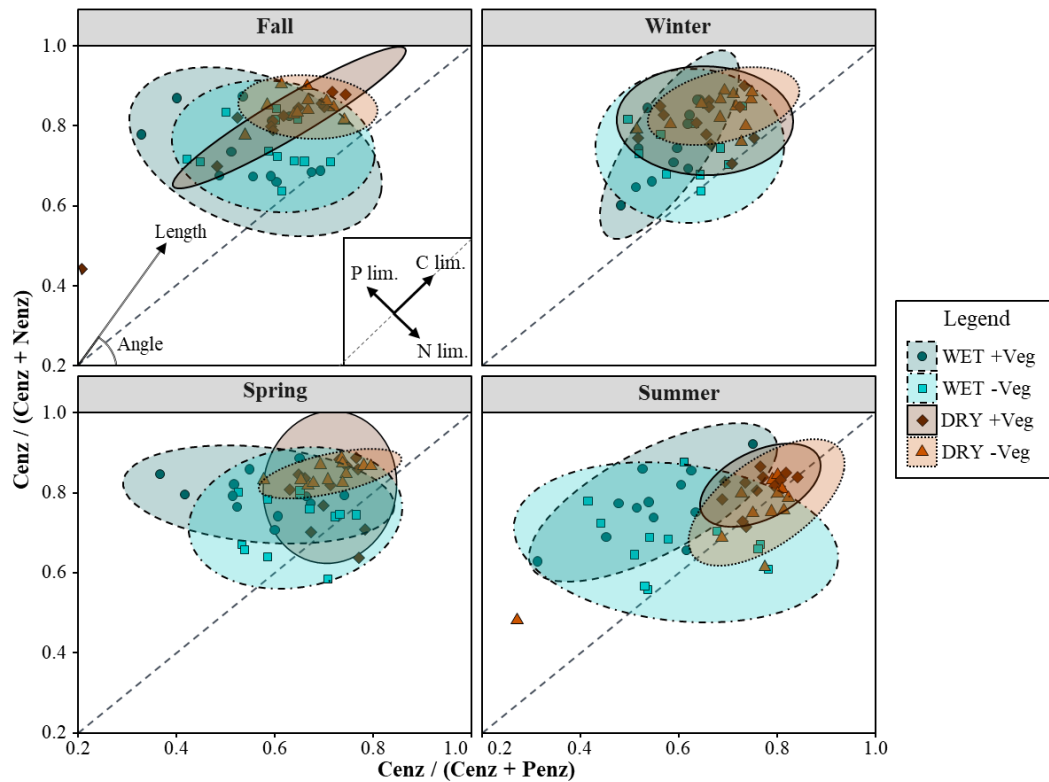 Fall
Winter
1.0
0.8
0.6
0.4
0.2
Length
Angle
P lim.
C lim.
N lim.
Spring
Summer
1.0
0.8
0.6
0.4
0.2
0.2
0.4
0.6
0.8
1.0
0.20
0.4
0.6
0.8
1.0
Cenz / (Cenz + Nenz)
Cenz / (Cenz + Penz)
Legend
WET +Veg
WET -Veg
DRY +Veg
DRY -Veg